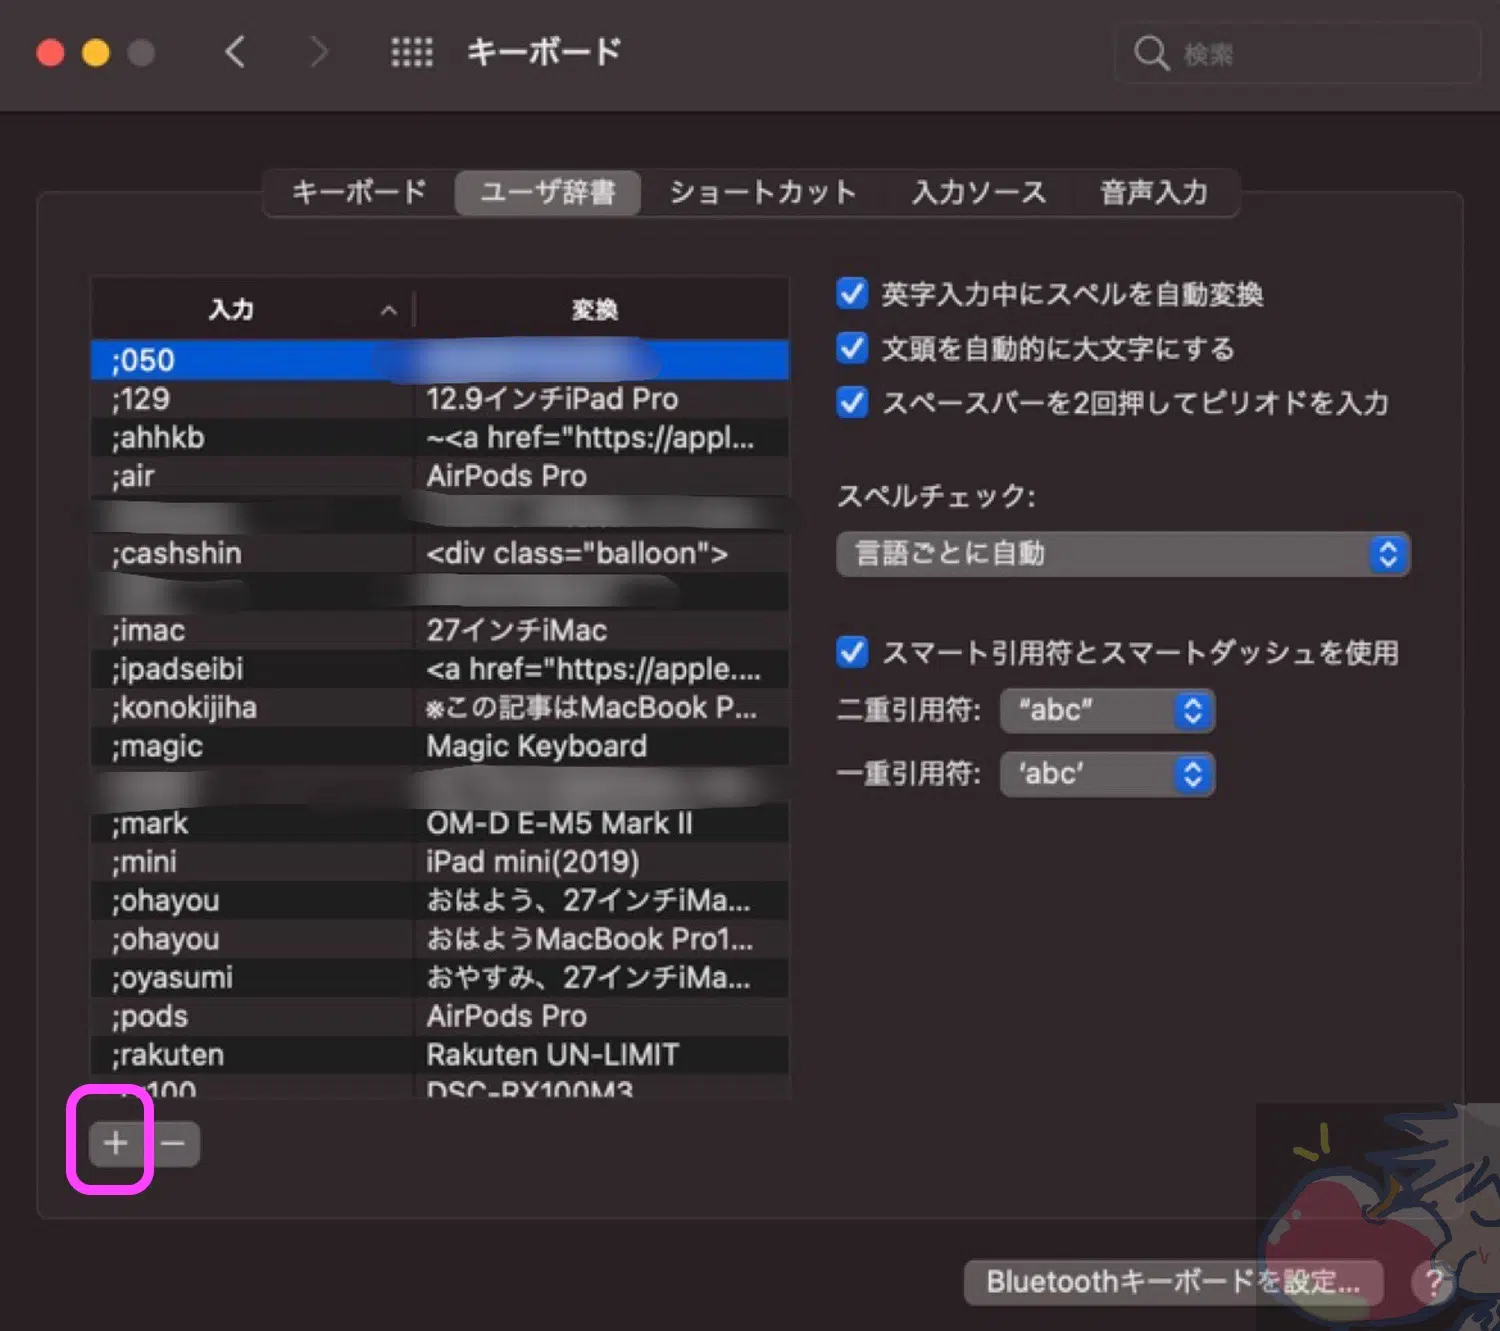 キーボード
検索
キーボード ユーザ辞書 ショートカット 入力ソース 音声入力
入力 変換
;050
;129 12.9インチiPad Pro
;ahhkb ~<a href="https://appl...
;air AirPods Pro
;cashshin <div class="balloon">
;imac 27インチiMac
;ipadseibi <a href="https://apple....
;konokijiha ※この記事はMacBook P...
;magic Magic Keyboard
;mark OM-D E-M5 Mark II
;mini iPad mini(2019)
;ohayou おはよう、27インチiMa...
;ohayou おはようMacBook Pro1...
;oyasumi おやすみ、27インチiMa...
;pods AirPods Pro
;rakuten Rakuten UN-LIMIT
DSC-RX100M3
+ −
英字入力中にスペルを自動変換
文頭を自動的に大文字にする
スペースバーを2回押してピリオドを入力
スペルチェック:
言語ごとに自動
スマート引用符とスマートダッシュを使用
二重引用符: “abc”
一重引用符: ‘abc’
Bluetoothキーボードを設定... ?